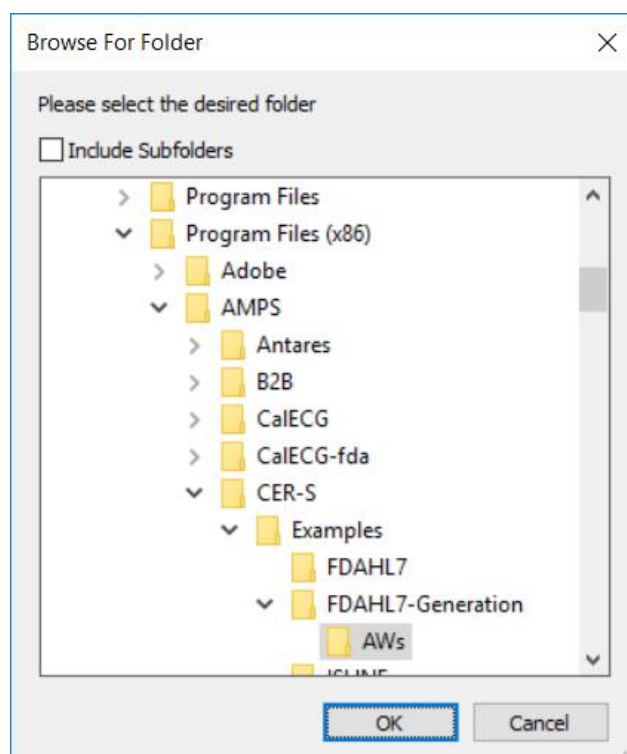 Browse For Folder
Please select the desired folder
Include Subfolders
Program Files
Program Files (x86)
Adobe
AMPS
Antares
B2B
CalECG
CalECG-fda
CER-S
Examples
FDAHL7
FDAHL7-Generation
AWs
OK Cancel